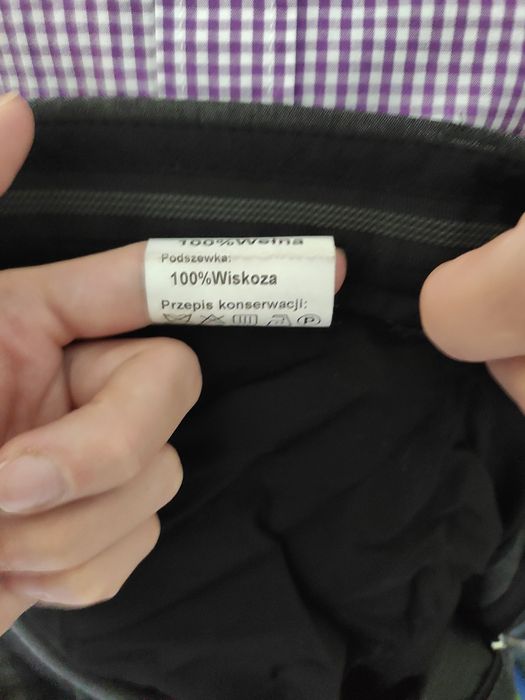 100%Wełna
Podszewka:
100%Wiskoza
Przepis konserwacji:
P